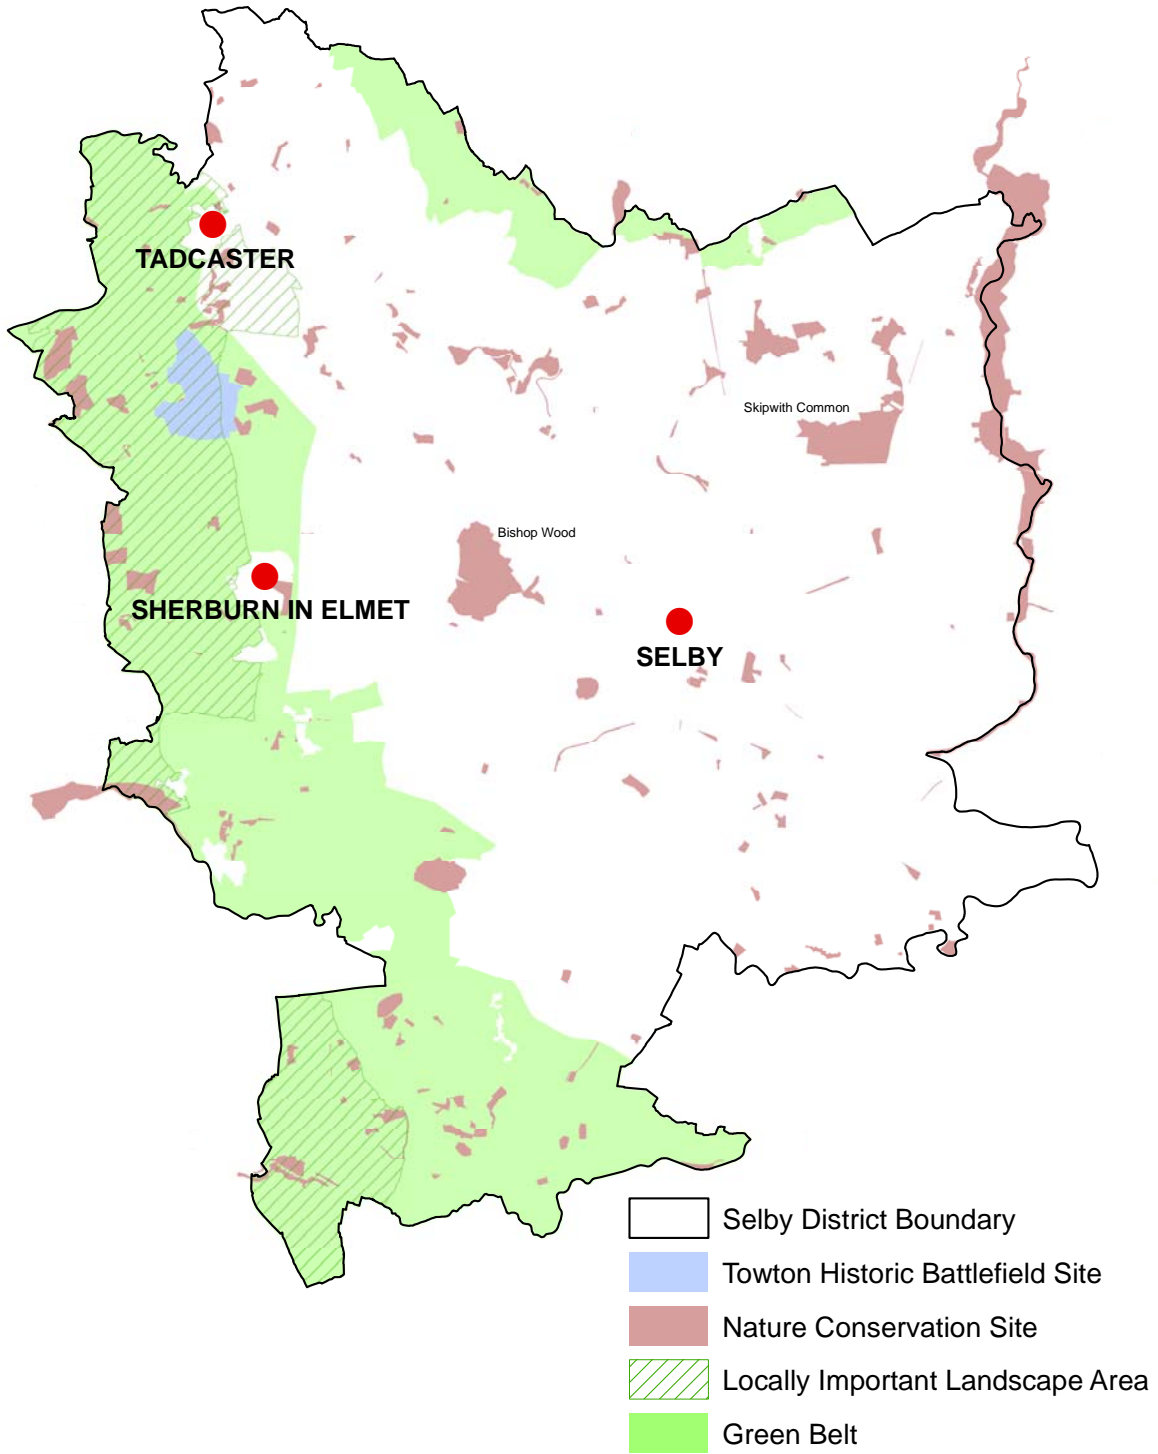 TADCASTER
Skipwith Common
Bishop Wood
SHERBURN IN ELMET
SELBY
Selby District Boundary
Towton Historic Battlefield Site
Nature Conservation Site
Locally Important Landscape Area
Green Belt